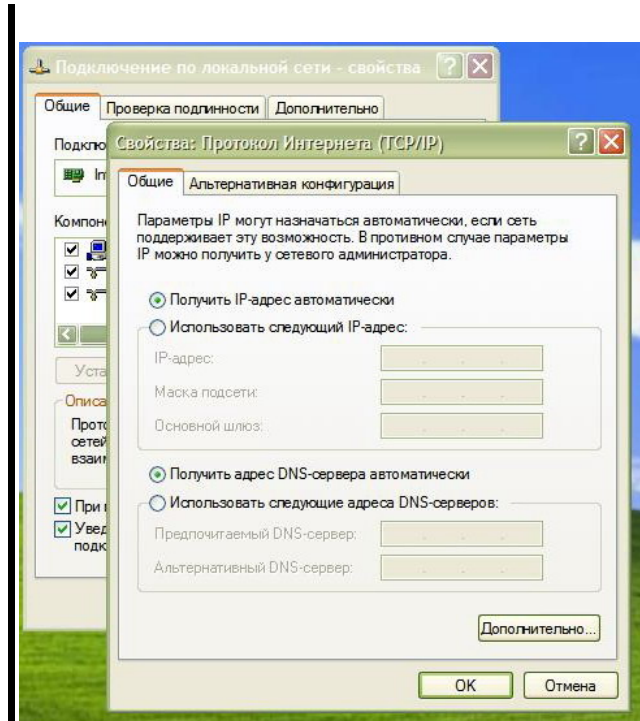 Подключение по локальной сети - свойства
Общие
Проверка подлинности
Дополнительно
Компон
Уста
Описа
Прото
сетей
взаим
При
Увед
подк
Свойства: Протокол Интернета (TCP/IP)
Общие
Альтернативная конфигурация
Параметры IP могут назначаться автоматически, если сеть
поддерживает эту возможность. В противном случае параметры
IP можно получить у сетевого администратора.
Получить IP-адрес автоматически
Использовать следующий IP-адрес:
IP-адрес:
Маска подсети:
Основной шлюз:
Получить адрес DNS-сервера автоматически
Использовать следующие адреса DNS-серверов:
Предпочитаемый DNS-сервер:
Альтернативный DNS-сервер:
Дополнительно...
OK
Отмена